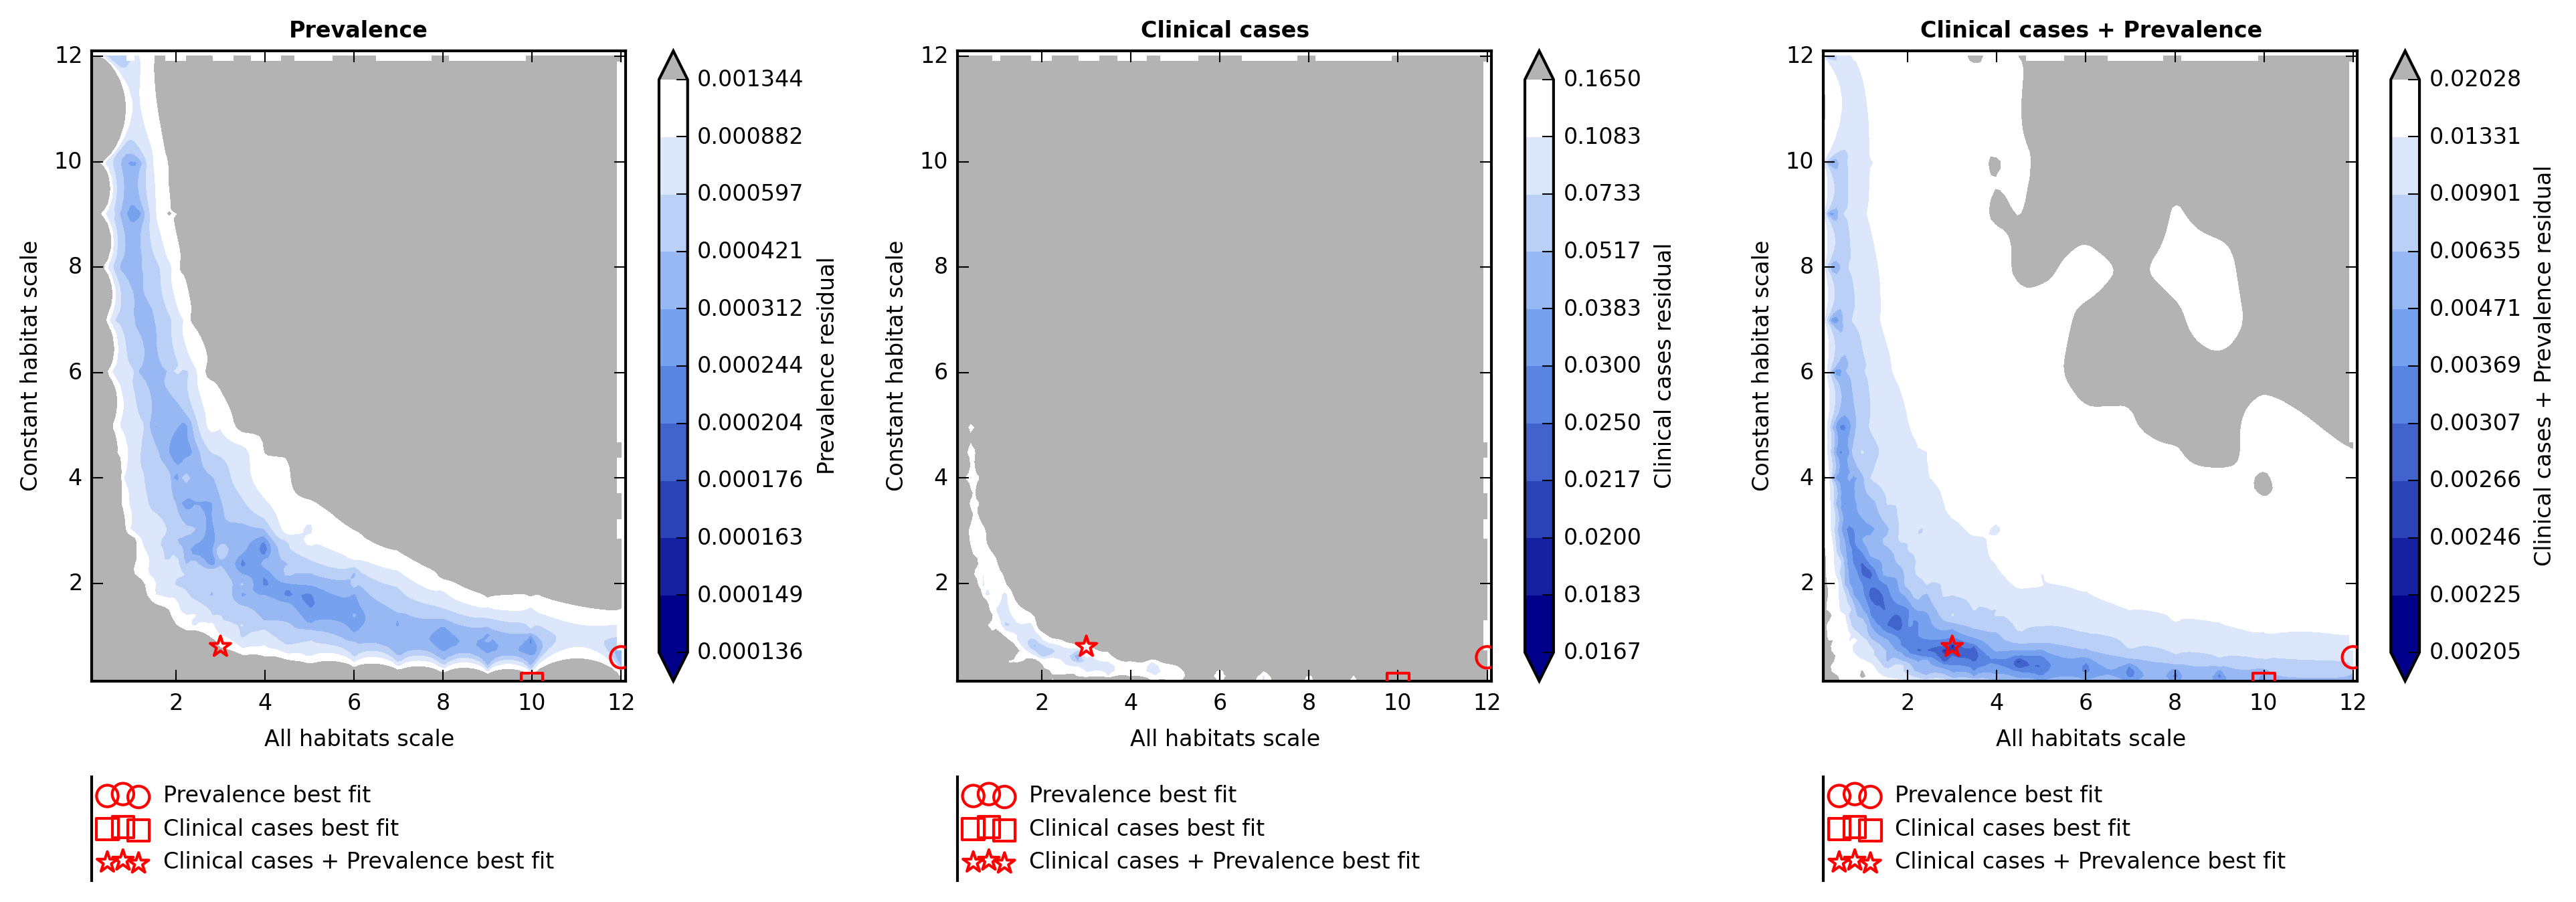 Prevalence
Constant habitat scale
12
10
8
6
4
2
2 4 6 8 10 12
All habitats scale
0.001344
0.000882
0.000597
0.000421
0.000312
0.000244
0.000204
0.000176
0.000163
0.000149
0.000136
Prevalence residual
Prevalence best fit
Clinical cases best fit
Clinical cases + Prevalence best fit
Clinical cases
Constant habitat scale
12
10
8
6
4
2
2 4 6 8 10 12
All habitats scale
0.1650
0.1083
0.0733
0.0517
0.0383
0.0300
0.0250
0.0217
0.0200
0.0183
0.0167
Clinical cases residual
Prevalence best fit
Clinical cases best fit
Clinical cases + Prevalence best fit
Clinical cases + Prevalence
Constant habitat scale
12
10
8
6
4
2
2 4 6 8 10 12
All habitats scale
0.02028
0.01331
0.00901
0.00635
0.00471
0.00369
0.00307
0.00266
0.00246
0.00225
0.00205
Clinical cases + Prevalence residual
Prevalence best fit
Clinical cases best fit
Clinical cases + Prevalence best fit